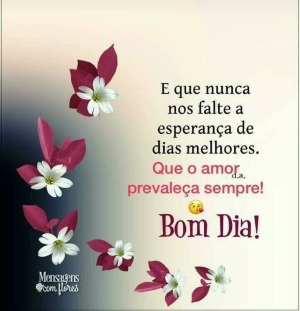 E que nunca
nos falte a
esperança de
dias melhores.
Que o amor
d.a.
prevaleça sempre!
Bom Dia!
Mensagens
com flores